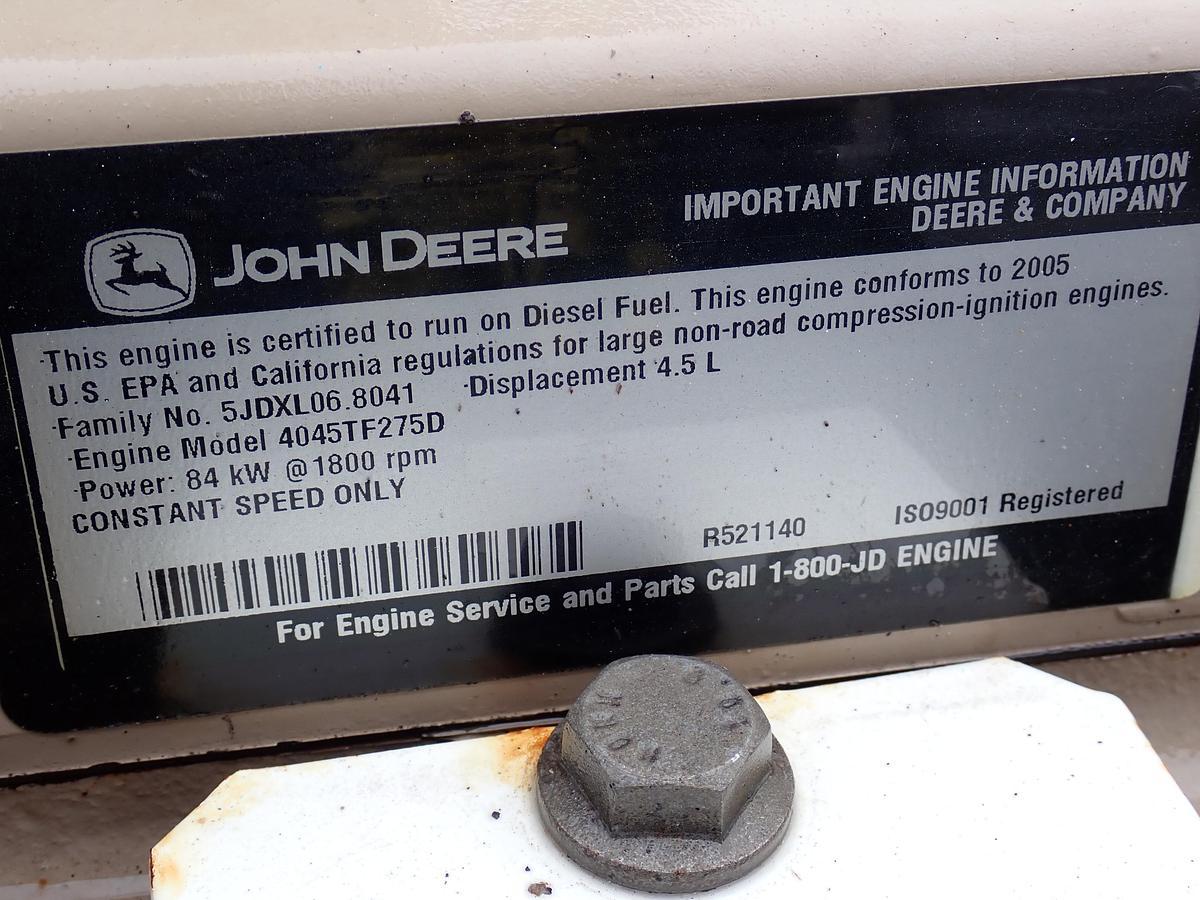 IMPORTANT ENGINE INFORMATION
DEERE & COMPANY
JOHN DEERE
·This engine is certified to run on Diesel Fuel. This engine conforms to 2005
U.S. EPA and California regulations for large non-road compression-ignition engines.
·Family No. 5JDXL06.8041 ·Displacement 4.5 L
·Engine Model 4045TF275D
·Power: 84 kW @1800 rpm
CONSTANT SPEED ONLY
R521140 ISO9001 Registered
For Engine Service and Parts Call 1-800-JD ENGINE